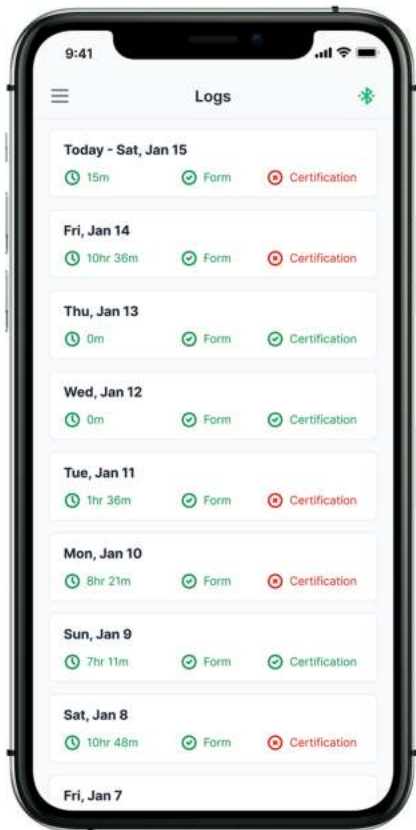 9:41
Logs
Today - Sat, Jan 15
15m Form Certification
Fri, Jan 14
10hr 36m Form Certification
Thu, Jan 13
0m Form Certification
Wed, Jan 12
0m Form Certification
Tue, Jan 11
1hr 36m Form Certification
Mon, Jan 10
8hr 21m Form Certification
Sun, Jan 9
7hr 11m Form Certification
Sat, Jan 8
10hr 48m Form Certification
Fri, Jan 7